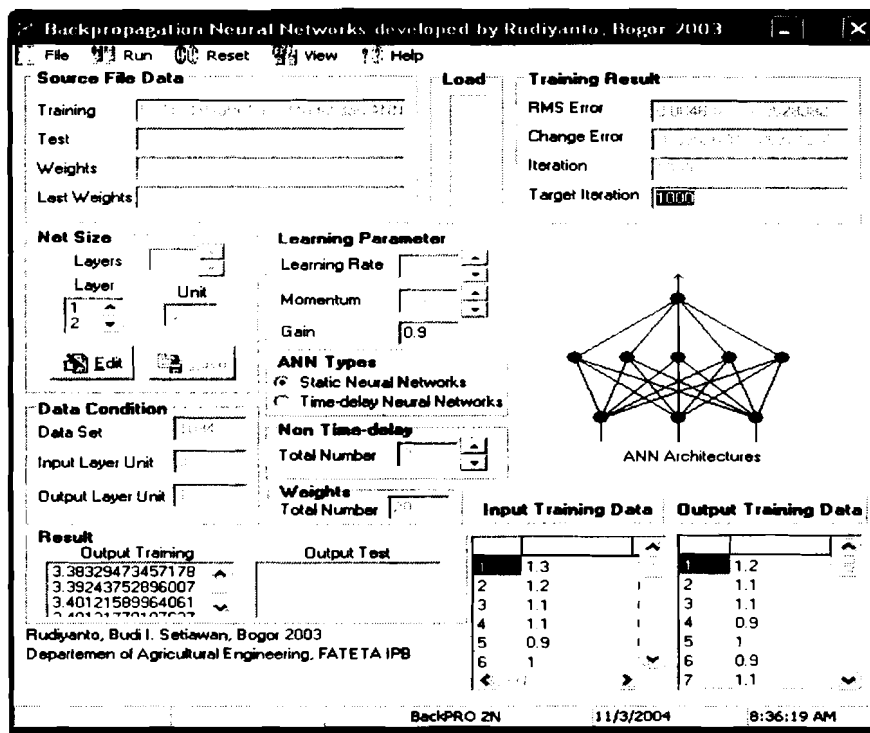 Backpropagation Neural Networks developed by Rudiyanto, Bogor 2003
File Run Reset View Help
Source File Data
Training
Test
Weights
Last Weights
Load
Training Result
RMS Error
Change Error
Iteration
Target Iteration 1000
Net Size
Layers
Layer Unit
1
2
Edit
Learning Parameter
Learning Rate
Momentum
Gain 0.9
ANN Types
Static Neural Networks
Time-delay Neural Networks
ANN Architectures
Data Condition
Data Set
Input Layer Unit
Output Layer Unit
Non Time-delay
Total Number
Weights
Total Number 20
Result
Output Training
3.38329473457178
3.39243752896007
3.40121589964061
Output Test
Input Training Data
1 1.3
2 1.2
3 1.1
4 1.1
5 0.9
6 1
Output Training Data
1 1.2
2 1.1
3 1.1
4 0.9
5 1
6 0.9
7 1.1
Rudiyanto, Budi I. Setiawan, Bogor 2003
Departemen of Agricultural Engineering, FATETA IPB
BackPRO 2N 11/3/2004 8:36:19 AM